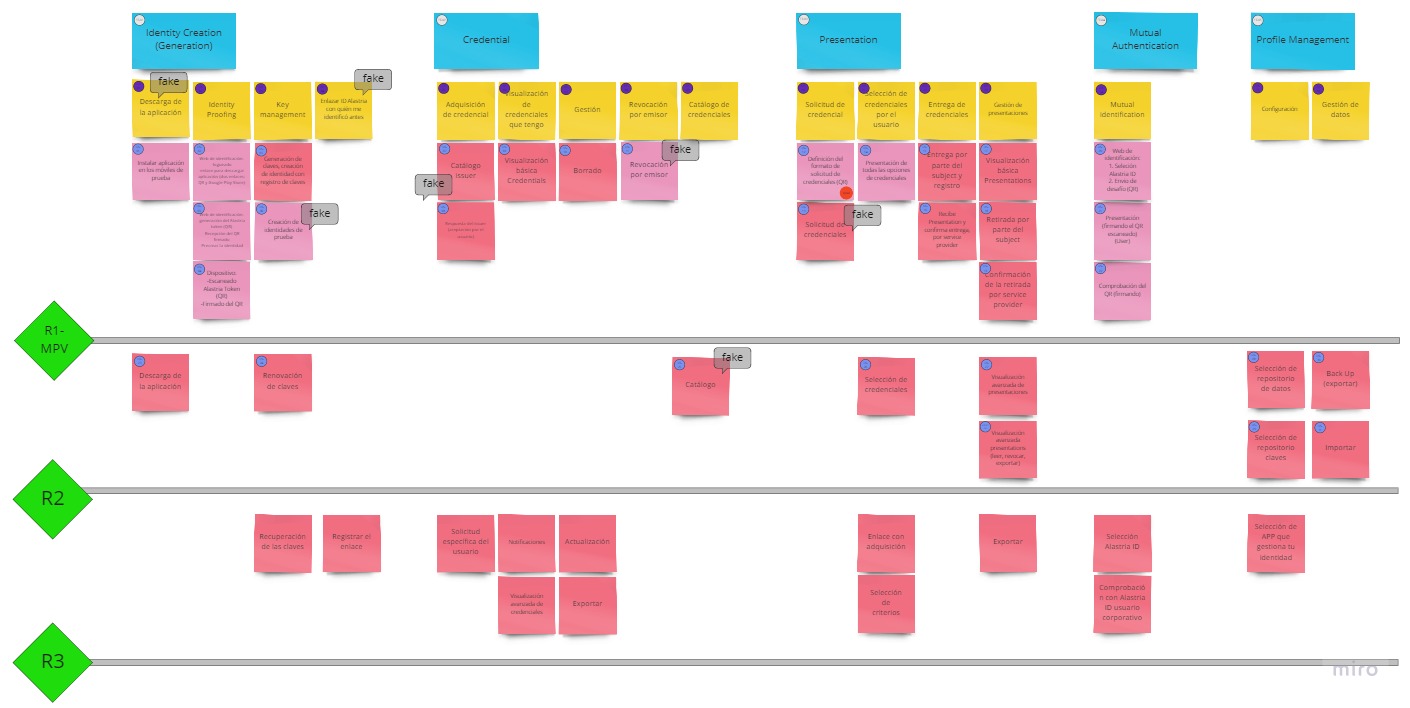 Identity Creation
(Generation)
Credential
Presentation
Mutual
Authentication
Profile Management
fake
fake
Descarga de
la aplicación
Identity
Proofing
Key
management
Enlazar ID Alastria
con quién me
identificó antes
Adquisición
de credencial
Visualización
de
credenciales
que tengo
Gestión
Revocación
por emisor
Catálogo de
credenciales
Solicitud de
credencial
Selección de
credenciales
por el
usuario
Entrega de
credenciales
Gestión de
presentaciones
Mutual
Identification
Configuración
Gestión de
datos
Instalar aplicación
en los móviles de
prueba
Generación de
claves, creación
de identidad con
registro de claves
Catálogo
issuer
Visualización
básica
Credentials
Borrado
Revocación
por emisor
fake
fake
Definición del
formato de
solicitud de
credenciales (QR)
Presentación de
todas las opciones
de credenciales
Entrega por
parte del
subject y
registro
Visualización
básica
Presentations
Web de
identificación:
1. Selección
Alastria ID
2. Envío de
desafío (QR)
Creación de
identidades de
prueba
fake
Solicitud de
credenciales
fake
Recibe
Presentation y
confirma entrega,
por service
provider
Retirada por
parte del
subject
Presentación
(firmando el QR
escaneado)
(User)
Dispositivo:
-Escaneado
Alastria Token
(QR)
-Firmado del QR
Confirmación
de la retirada
por service
provider
Comprobación del
QR (firmando)
R1-
MPV
Descarga de
la aplicación
Renovación
de claves
Catálogo
fake
Selección de
credenciales
Visualización
avanzada de
presentaciones
Selección de
repositorio
de datos
Back Up
(exportar)
Visualización
avanzada
presentations
(leer, revocar,
exportar)
Selección de
repositorio
claves
Importar
R2
Recuperación
de las claves
Registrar el
enlace
Solicitud
específica del
usuario
Notificaciones
Actualización
Enlace con
adquisición
Exportar
Selección
Alastria ID
Selección de
APP que
gestiona tu
identidad
Visualización
avanzada de
credenciales
Exportar
Selección
de
criterios
Comprobació
n con Alastria
ID usuario
corporativo
R3
miro